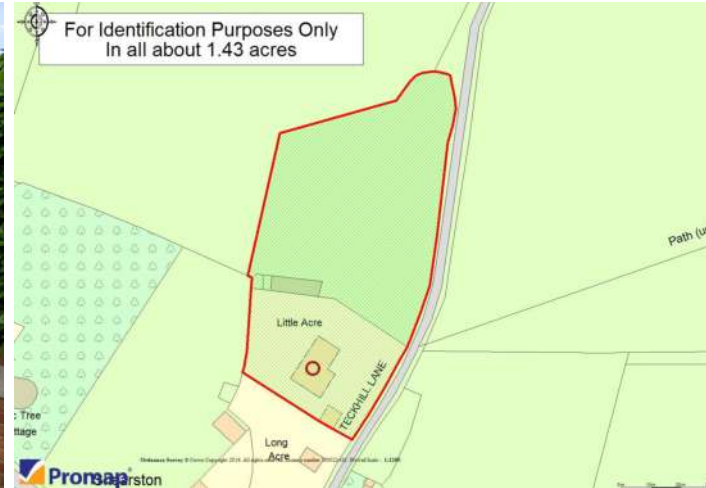 For Identification Purposes Only
In all about 1.43 acres
Path (u
Little Acre
TECKHILL LANE
Tree
ttage
Long
Acre
Promap